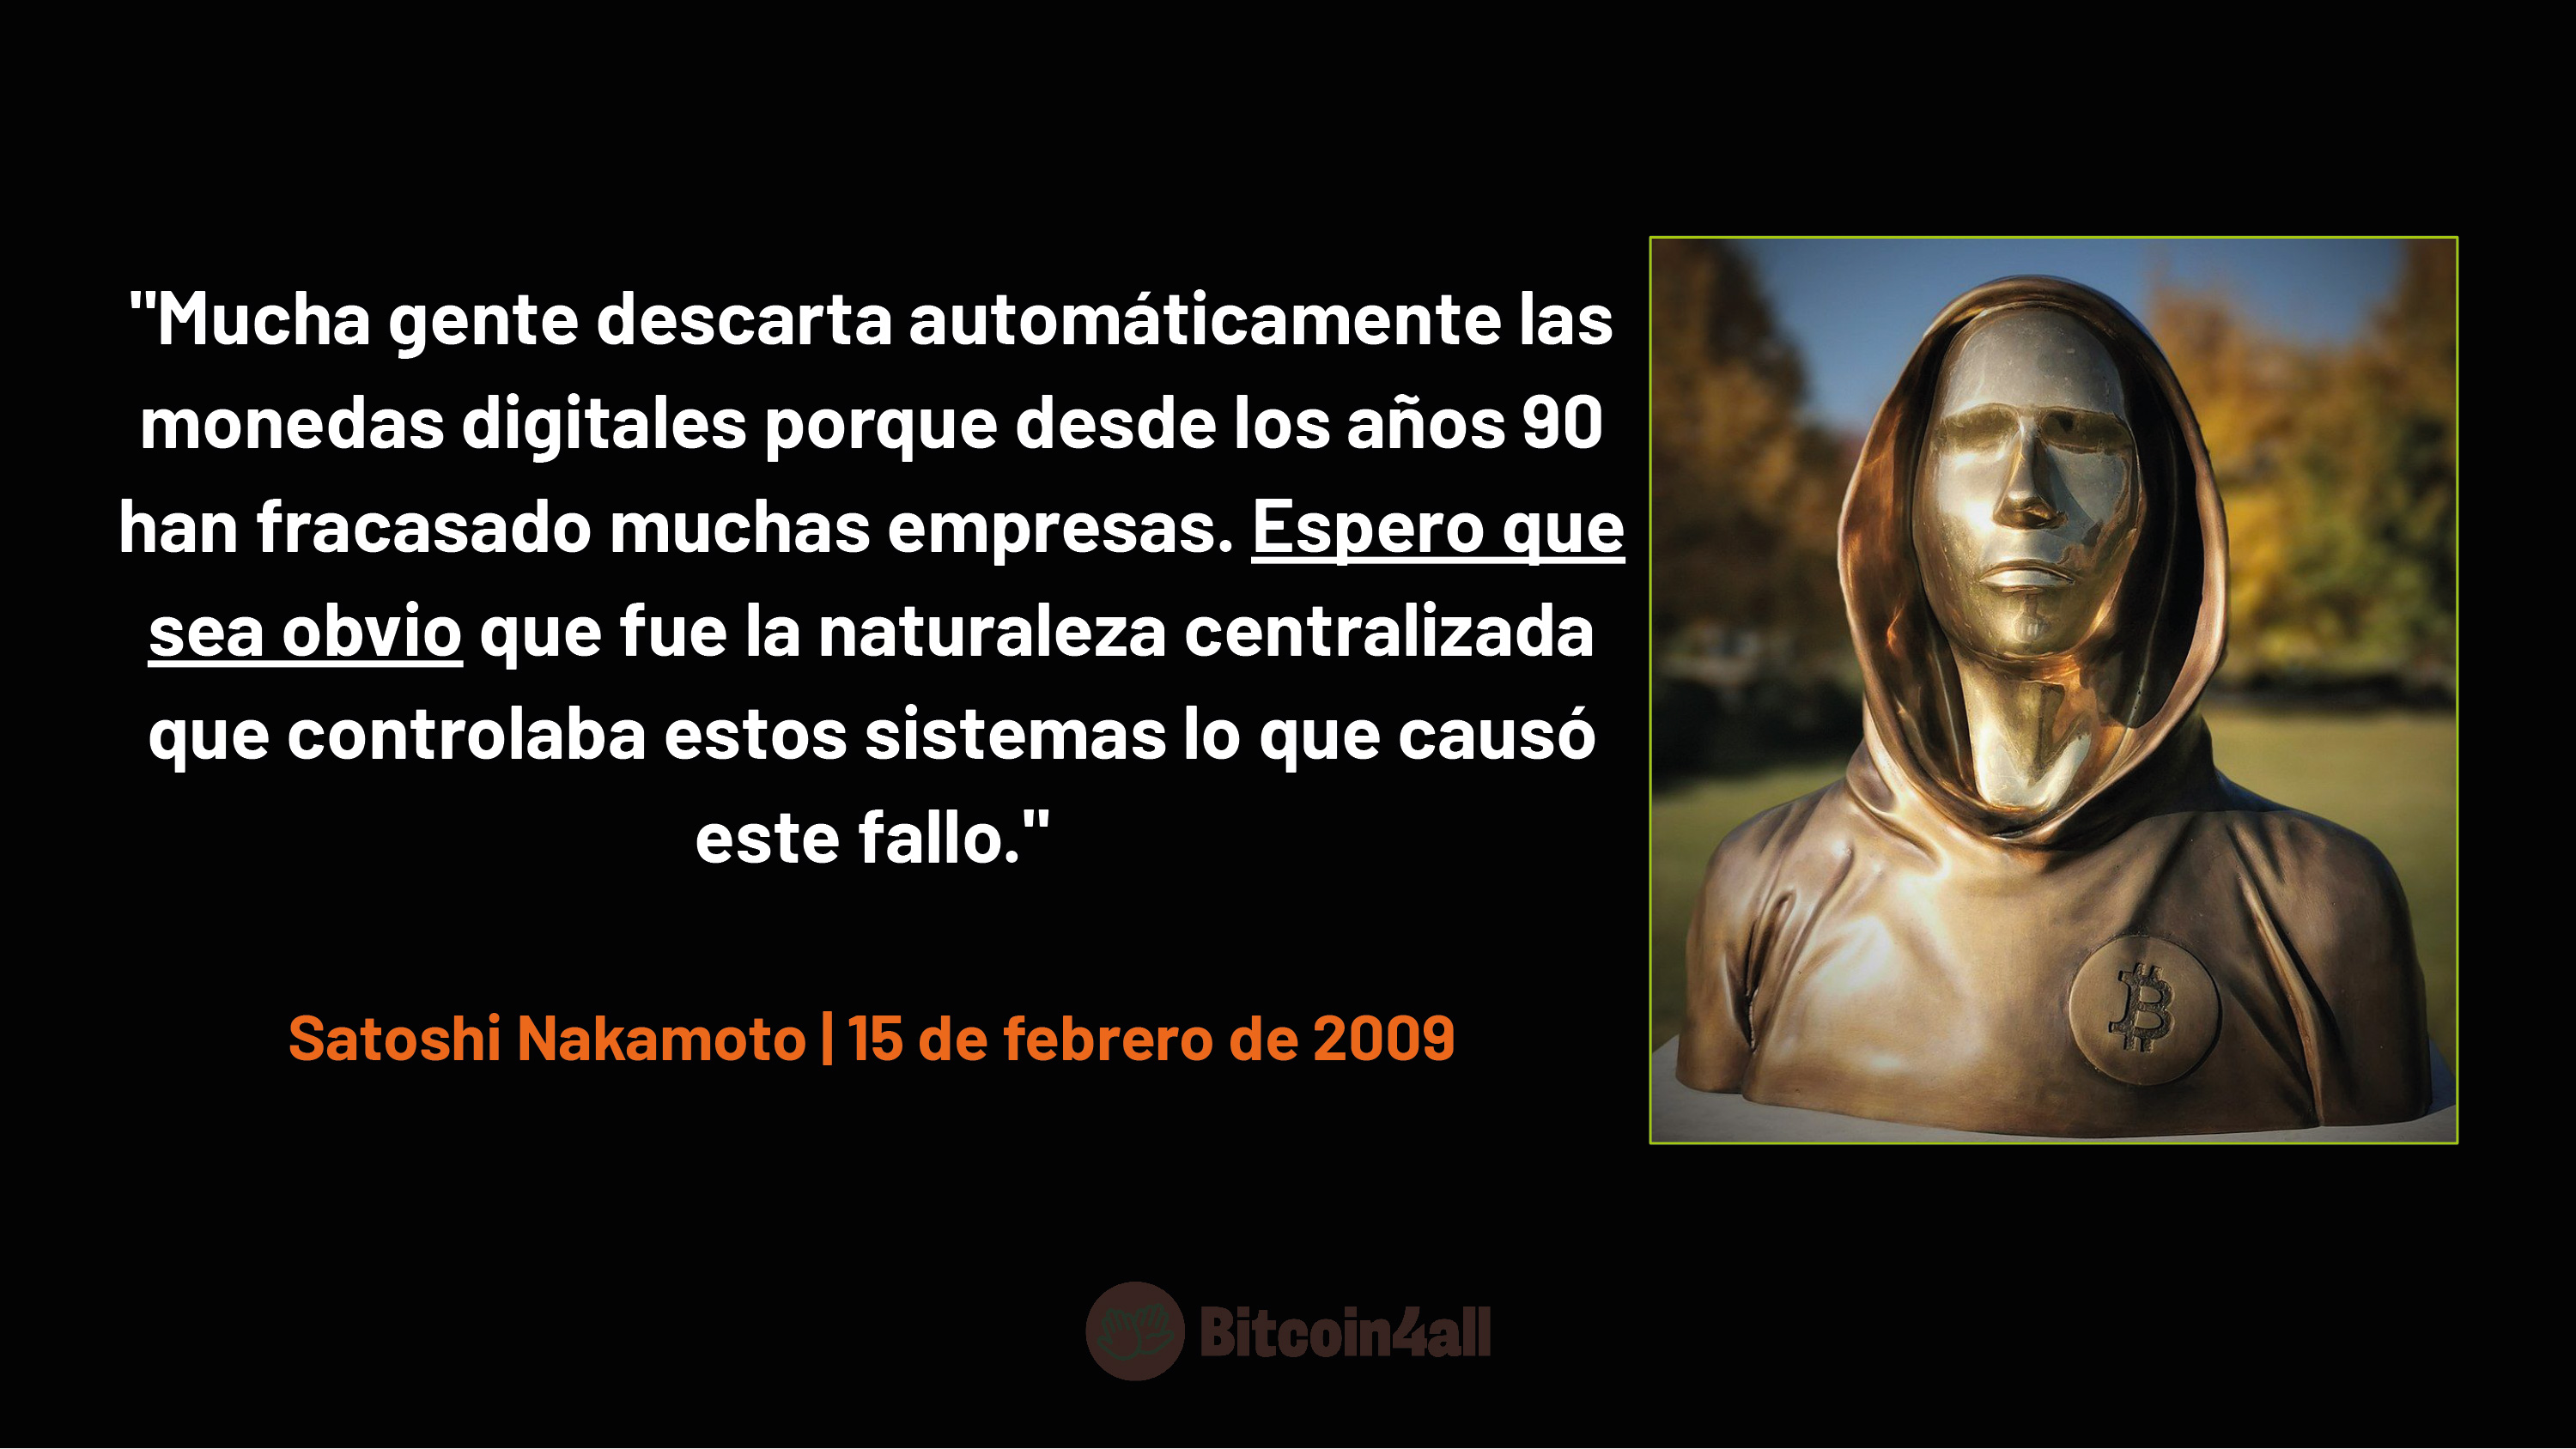 "Mucha gente descarta automáticamente las
monedas digitales porque desde los años 90
han fracasado muchas empresas. Espero que
sea obvio que fue la naturaleza centralizada
que controlaba estos sistemas lo que causó
este fallo."
Satoshi Nakamoto | 15 de febrero de 2009
Bitcoin4all